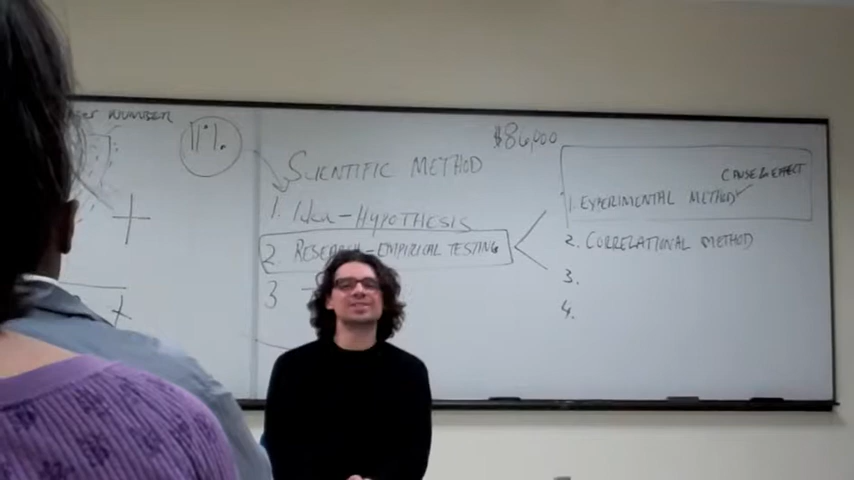 NUMBER
$86,000
SCIENTIFIC METHOD
1. Idea - HYPOTHESIS
2. RESEARCH - EMPIRICAL TESTING
3
CAUSE & EFFECT
1. EXPERIMENTAL METHOD
2. CORRELATIONAL METHOD
3.
4.